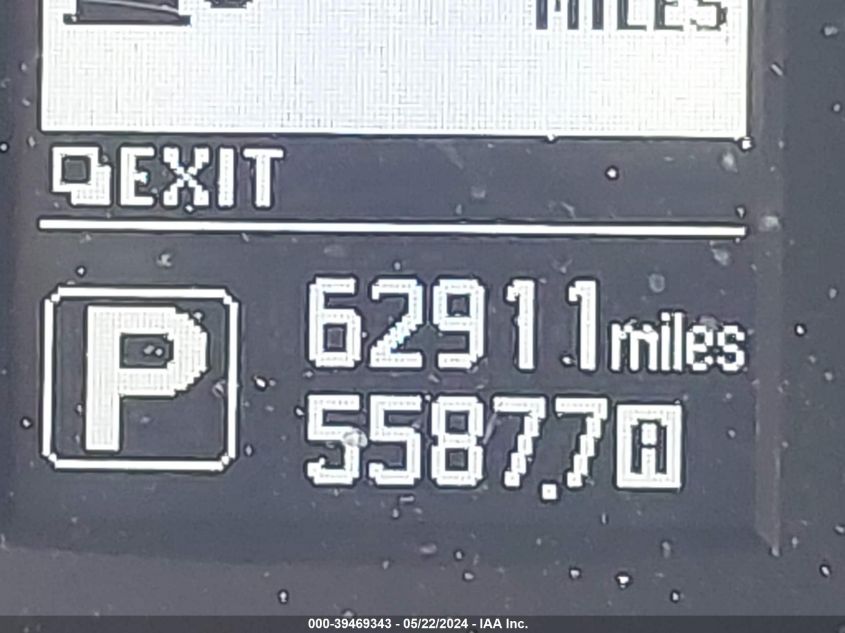 MILES
EXIT
P
62911 miles
5587.7 A
000-39469343 - 05/22/2024 - IAA Inc.